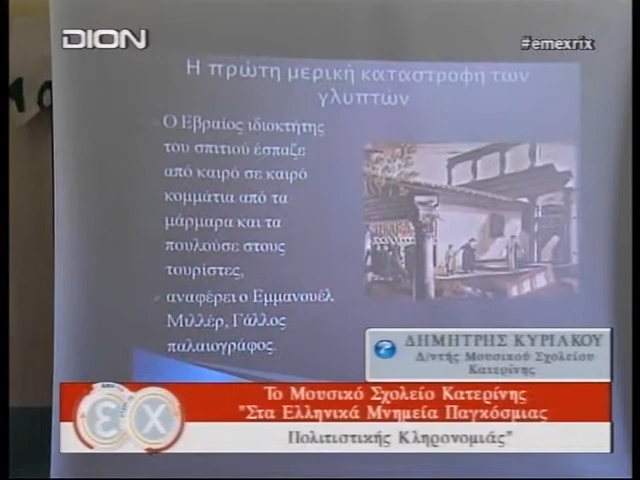 DION
#emexrix
Η πρώτη μερική καταστροφή των
γλυπτών
Ο Εβραίος ιδιοκτήτης
του σπιτιού έσπαζε
από καιρό σε καιρό
κομμάτια από τα
μάρμαρα και τα
πουλούσε στους
τουρίστες,
αναφέρει ο Εμμανουέλ
Μιλλέρ, Γάλλος
παλαιογράφος.
ΔΗΜΗΤΡΗΣ ΚΥΡΙΑΚΟΥ
Δ/ντής Μουσικού Σχολείου
Κατερίνης
Το Μουσικό Σχολείο Κατερίνης
"Στα Ελληνικά Μνημεία Παγκόσμιας
Πολιτιστικής Κληρονομιάς"
εχ